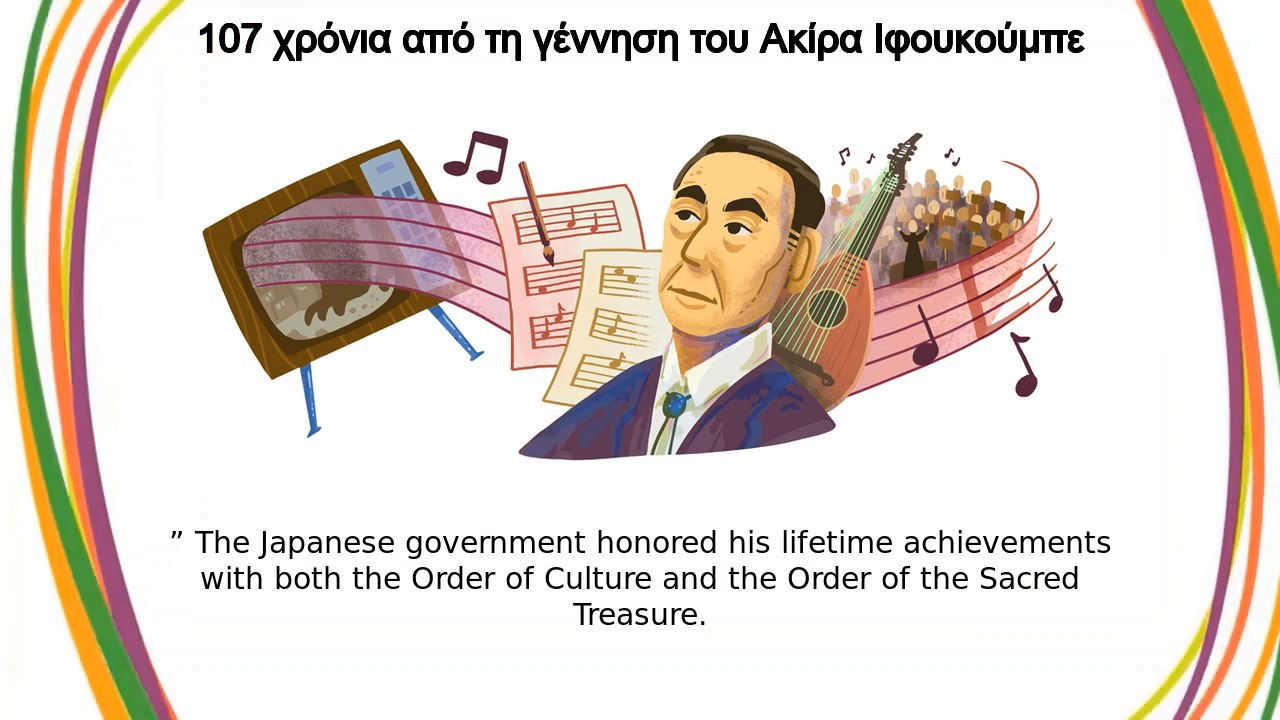 107 χρόνια από τη γέννηση του Ακίρα Ιφουκούμπε
” The Japanese government honored his lifetime achievements
with both the Order of Culture and the Order of the Sacred
Treasure.